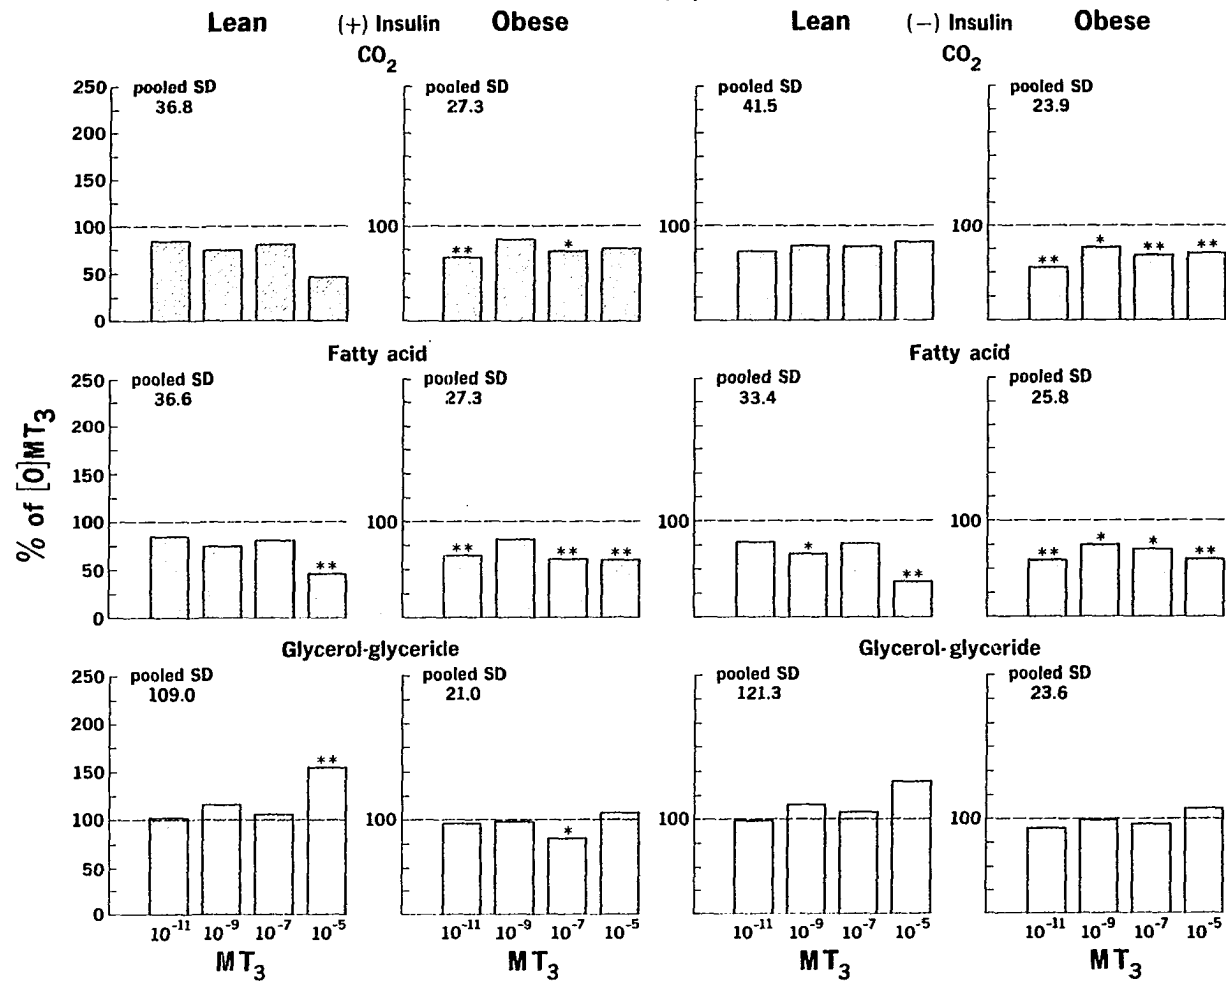 Lean (+) Insulin Obese Lean (−) Insulin Obese
CO2 CO2
pooled SD pooled SD pooled SD pooled SD
36.8 27.3 41.5 23.9
250
200
150
100 100 100
50
0
** * ** * ** **
Fatty acid Fatty acid
pooled SD pooled SD pooled SD pooled SD
36.6 27.3 33.4 25.8
% of [O]MT3
250
200
150
100 100 100
50
0
** ** ** ** * ** ** * * **
Glycerol-glyceride Glycerol-glyceride
pooled SD pooled SD pooled SD pooled SD
109.0 21.0 121.3 23.6
250
200
150
100 100 100
50
0
** *
10-11 10-9 10-7 10-5 10-11 10-9 10-7 10-5 10-11 10-9 10-7 10-5 10-11 10-9 10-7 10-5
MT3 MT3 MT3 MT3